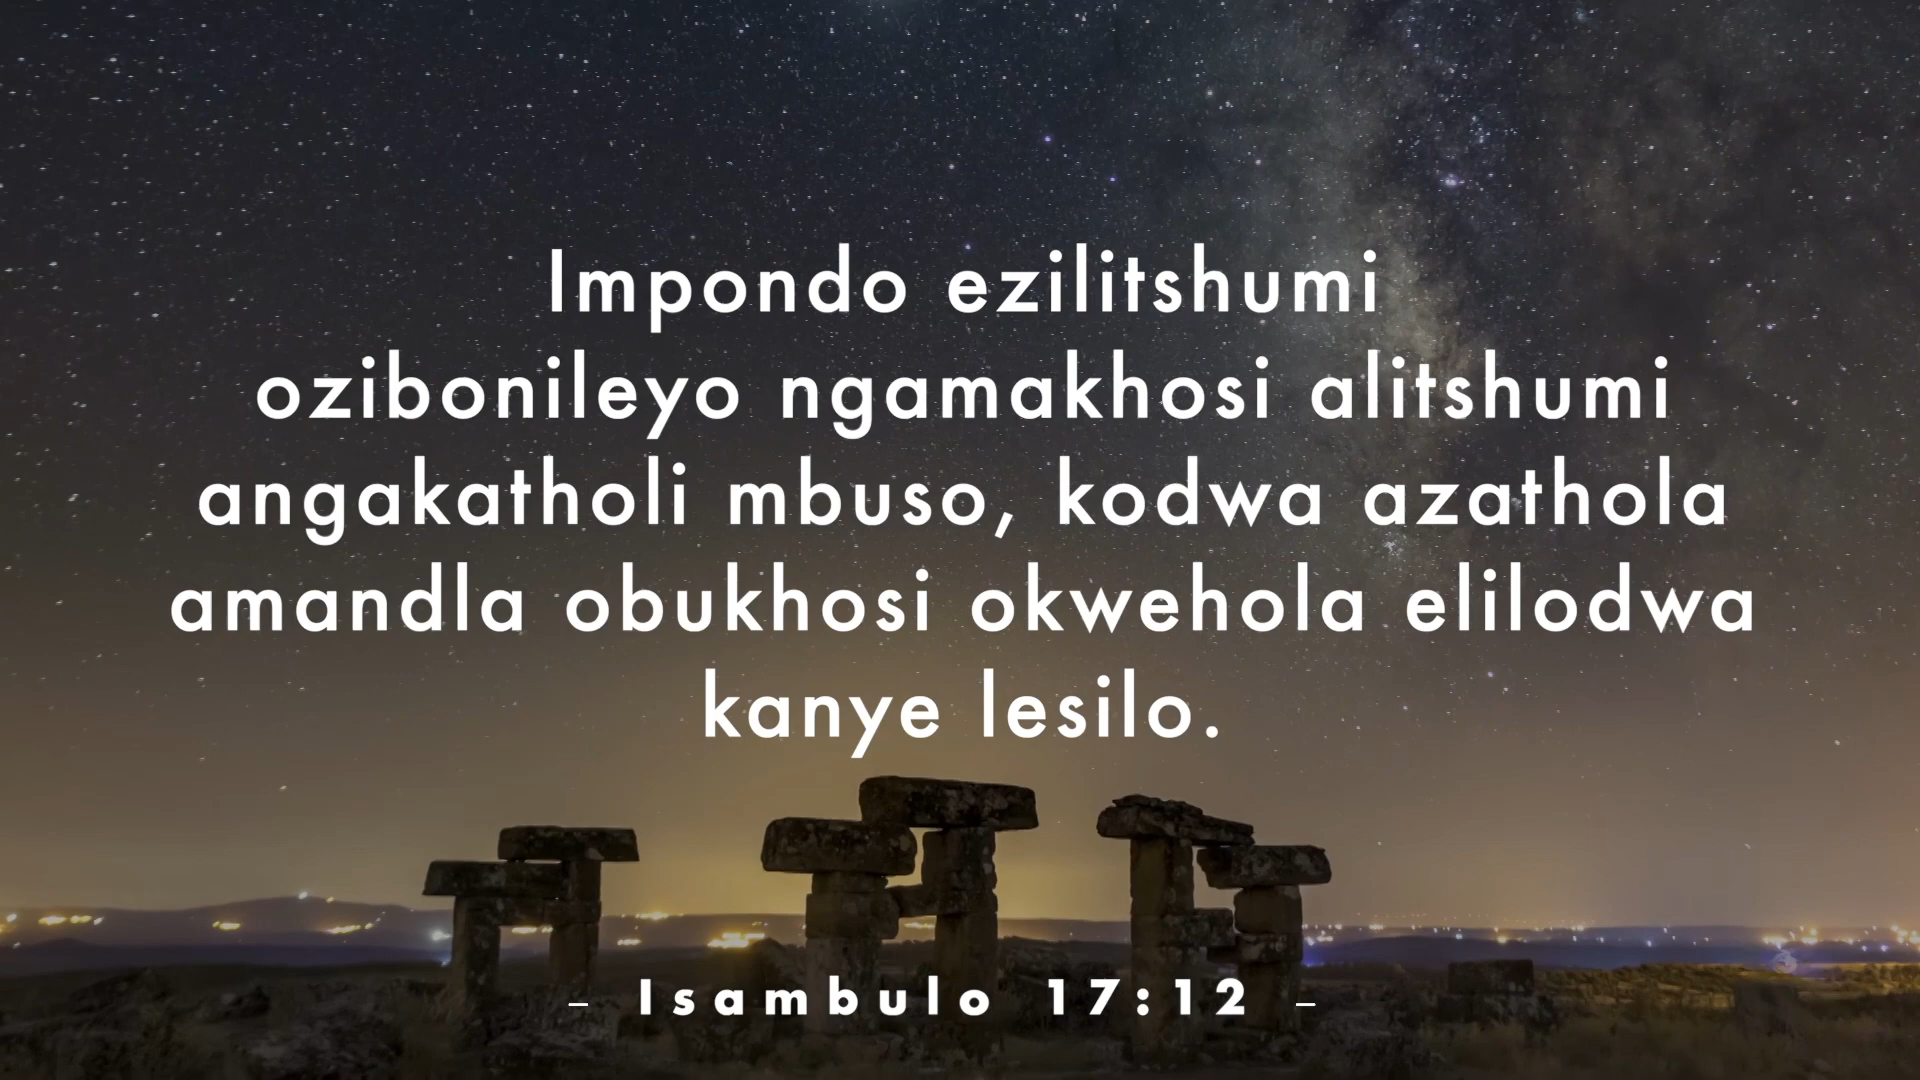 Impondo ezilitshumi
ozibonileyo ngamakhosi alitshumi
angakatholi mbuso, kodwa azathola
amandla obukhosi okwehola elilodwa
kanye lesilo.
– Isambulo 17:12 –